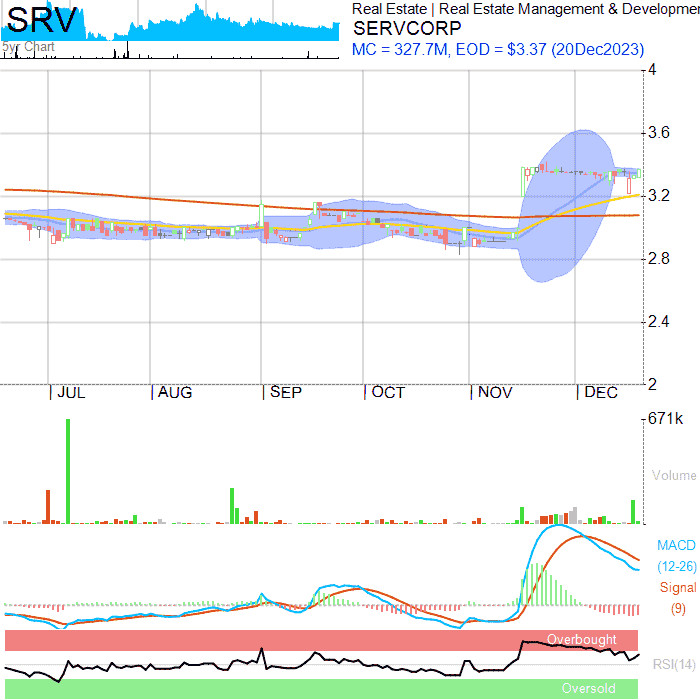 SRV
5yr Chart
Real Estate | Real Estate Management & Developmen
SERVCORP
MC = 327.7M, EOD = $3.37 (20Dec2023)
4
3.6
3.2
2.8
2.4
2
JUL AUG SEP OCT NOV DEC
671k
Volume
MACD
(12-26)
Signal
(9)
Overbought
RSI(14)
Oversold